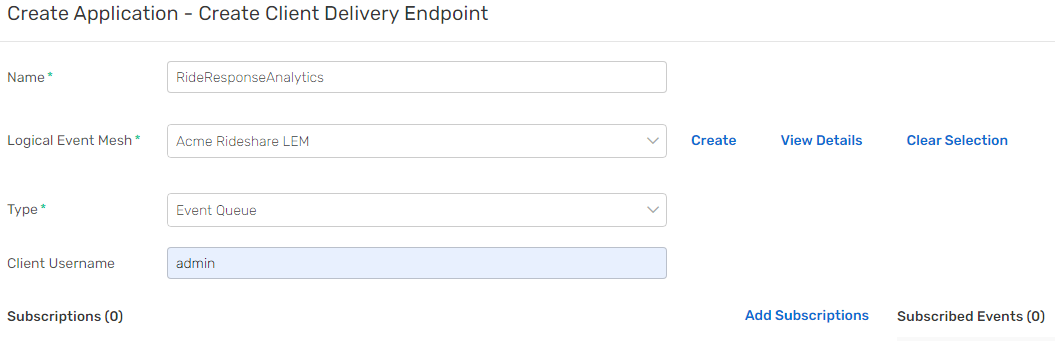 Create Application - Create Client Delivery Endpoint
Name *
RideResponseAnalytics
Logical Event Mesh *
Acme Rideshare LEM
Create
View Details
Clear Selection
Type *
Event Queue
Client Username
admin
Subscriptions (0)
Add Subscriptions
Subscribed Events (0)